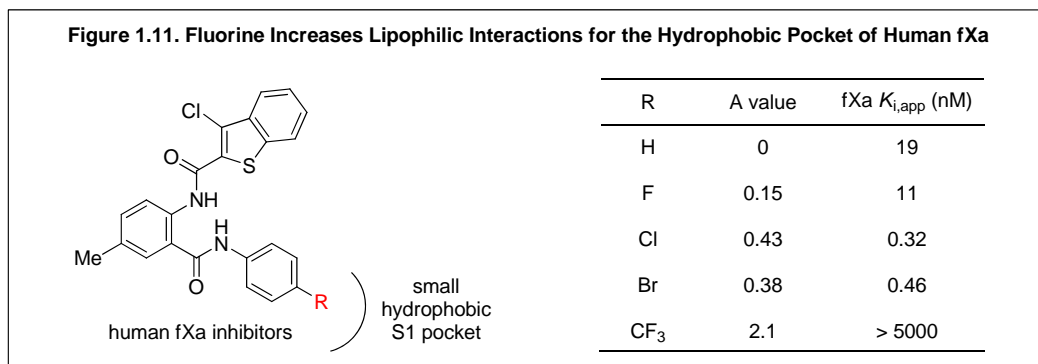 Figure 1.11. Fluorine Increases Lipophilic Interactions for the Hydrophobic Pocket of Human fXa
Cl
S
O
NH
H
N
Me
O
R
human fXa inhibitors
small
hydrophobic
S1 pocket
R A value fXa Ki,app (nM)
H 0 19
F 0.15 11
Cl 0.43 0.32
Br 0.38 0.46
CF3 2.1 > 5000